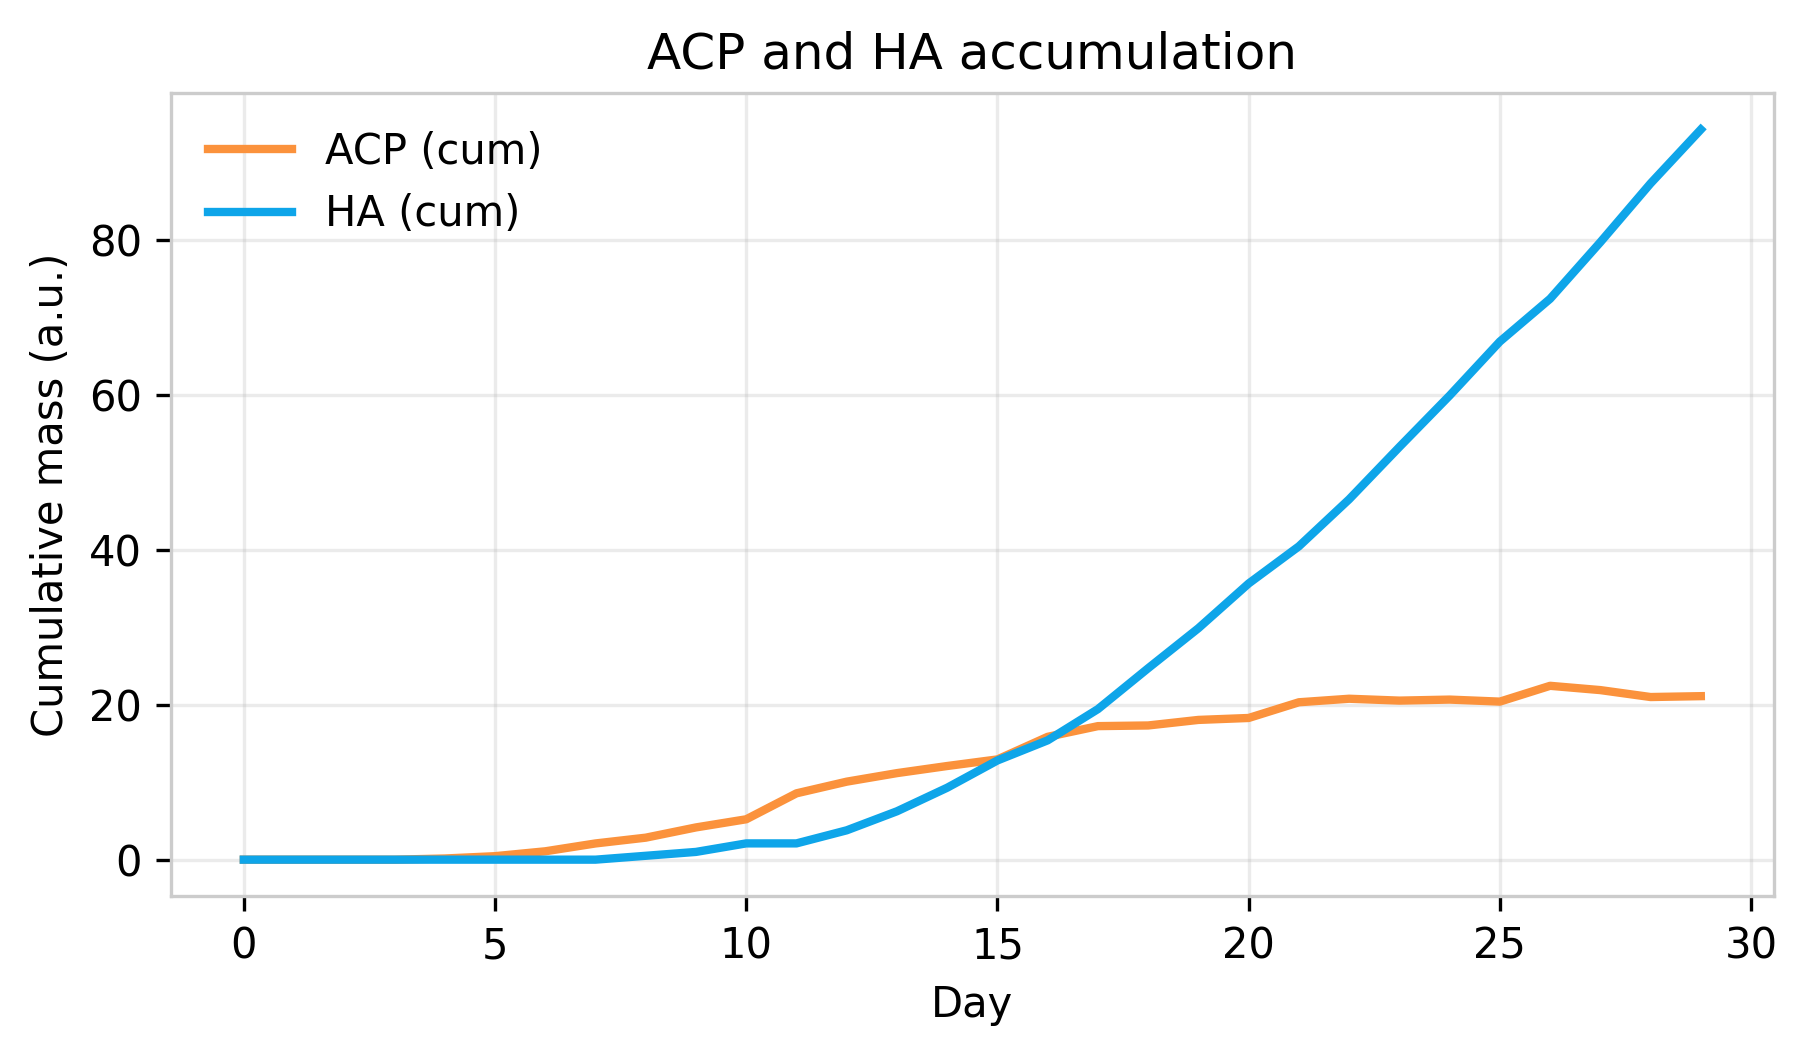 ACP and HA accumulation
ACP (cum)
HA (cum)
Cumulative mass (a.u.)
80
60
40
20
0
0 5 10 15 20 25 30
Day